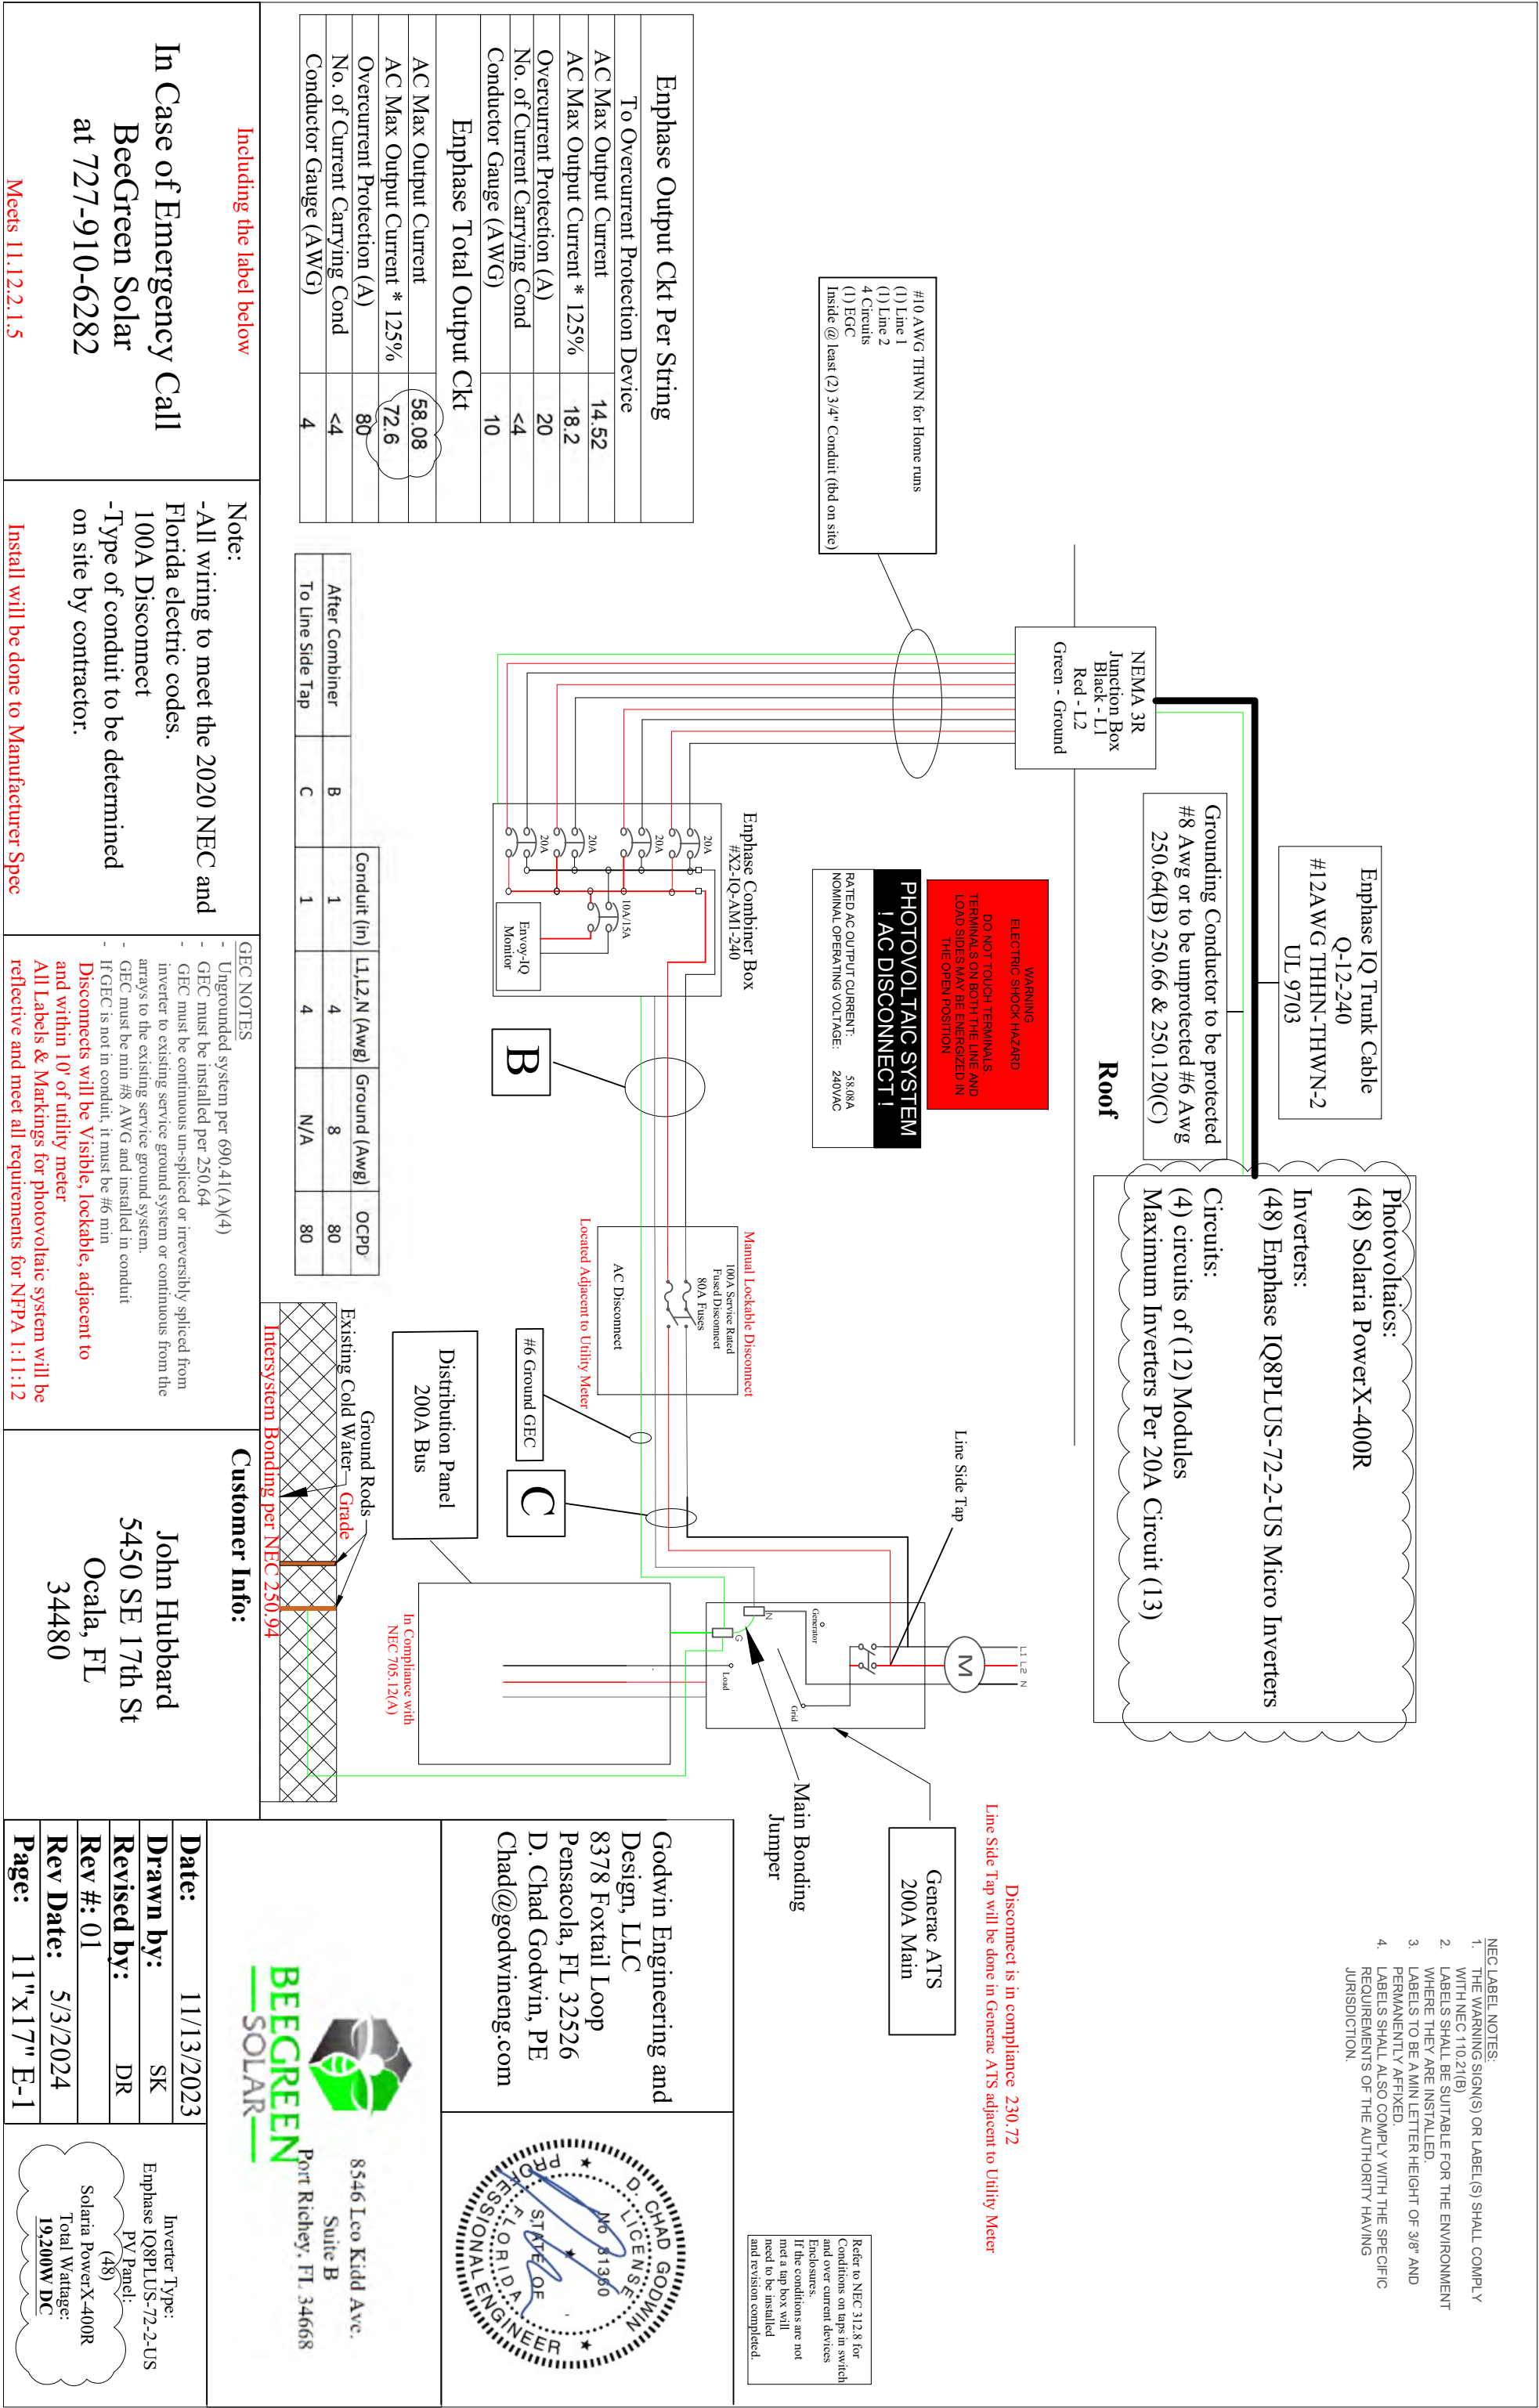 NEC LABEL NOTES:
1. THE WARNING SIGN(S) OR LABEL(S) SHALL COMPLY
WITH NEC 110.21(B)
2. LABELS SHALL BE SUITABLE FOR THE ENVIRONMENT
WHERE THEY ARE INSTALLED.
3. LABELS TO BE A MIN LETTER HEIGHT OF 3/8" AND
PERMANENTLY AFFIXED.
4. LABELS SHALL ALSO COMPLY WITH THE SPECIFIC
REQUIREMENTS OF THE AUTHORITY HAVING
JURISDICTION.
Photovoltaics:
(48) Solaria PowerX-400R
Inverters:
(48) Enphase IQ8PLUS-72-2-US Micro Inverters
Circuits:
(4) circuits of (12) Modules
Maximum Inverters Per 20A Circuit (13)
Enphase IQ Trunk Cable
Q-12-240
#12AWG THHN-THWN-2
UL 9703
Grounding Conductor to be protected
#8 Awg or to be unprotected #6 Awg
250.64(B) 250.66 & 250.120(C)
Roof
NEMA 3R
Junction Box
Black - L1
Red - L2
Green - Ground
#10 AWG THWN for Home runs
(1) Line 1
(1) Line 2
4 Circuits
(1) EGC
Inside @ least (2) 3/4" Conduit (tbd on site)
WARNING
ELECTRIC SHOCK HAZARD
DO NOT TOUCH TERMINALS.
TERMINALS ON BOTH THE LINE AND
LOAD SIDES MAY BE ENERGIZED IN
THE OPEN POSITION
PHOTOVOLTAIC SYSTEM
! AC DISCONNECT !
RATED AC OUTPUT CURRENT: 58.08A
NOMINAL OPERATING VOLTAGE: 240VAC
Enphase Combiner Box
#X2-IQ-AM1-240
20A
20A
20A
20A
10A/15A
Envoy-IQ
Monitor
B
Manual Lockable Disconnect
100A Service Rated
Fused Disconnect
80A Fuses
AC Disconnect
Located Adjacent to Utility Meter
#6 Ground GEC
C
Line Side Tap
L1 L2 N
M
Generator
Grid
Load
N
G
Main Bonding
Jumper
Generac ATS
200A Main
Disconnect is in compliance 230.72
Line Side Tap will be done in Generac ATS adjacent to Utility Meter
Refer to NEC 312.8 for
Conditions on taps in switch
and over current devices
Enclosures.
If the conditions are not
met a tap box will
need to be installed
and revision completed.
Distribution Panel
200A Bus
In Compliance with
NEC 705.12(A)
Ground Rods
Existing Cold Water
Grade
Intersystem Bonding per NEC 250.94
Enphase Output Ckt Per String
To Overcurrent Protection Device
AC Max Output Current 14.52
AC Max Output Current * 125% 18.2
Overcurrent Protection (A) 20
No. of Current Carrying Cond <4
Conductor Gauge (AWG) 10
Enphase Total Output Ckt
AC Max Output Current 58.08
AC Max Output Current * 125% 72.6
Overcurrent Protection (A) 80
No. of Current Carrying Cond <4
Conductor Gauge (AWG) 4
Conduit (in) L1,L2,N (Awg) Ground (Awg) OCPD
After Combiner B 1 4 8 80
To Line Side Tap C 1 4 N/A 80
Including the label below
In Case of Emergency Call
BeeGreen Solar
at 727-910-6282
Meets 11.12.2.1.5
Note:
-All wiring to meet the 2020 NEC and
Florida electric codes.
100A Disconnect
-Type of conduit to be determined
on site by contractor.
Install will be done to Manufacturer Spec
GEC NOTES
- Ungrounded system per 690.41(A)(4)
- GEC must be installed per 250.64
- GEC must be continuous un-spliced or irreversibly spliced from
inverter to existing service ground system or continuous from the
arrays to the existing service ground system.
- GEC must be min #8 AWG and installed in conduit
- If GEC is not in conduit, it must be #6 min
Disconnects will be Visible, lockable, adjacent to
and within 10' of utility meter
All Labels & Markings for photovoltaic system will be
reflective and meet all requirements for NFPA 1:11:12
Customer Info:
John Hubbard
5450 SE 17th St
Ocala, FL
34480
Godwin Engineering and
Design, LLC
8378 Foxtail Loop
Pensacola, FL 32526
D. Chad Godwin, PE
Chad@godwineng.com
D. CHAD GODWIN
LICENSE
No 81360
STATE OF
FLORIDA
PROFESSIONAL ENGINEER
BEEGREEN
SOLAR
8546 Leo Kidd Ave.
Suite B
Port Richey, FL 34668
Date: 11/13/2023
Drawn by: SK
Revised by: DR
Rev #: 01
Rev Date: 5/3/2024
Page: 11"x17" E-1
Inverter Type:
Enphase IQ8PLUS-72-2-US
PV Panel:
(48)
Solaria PowerX-400R
Total Wattage:
19,200W DC